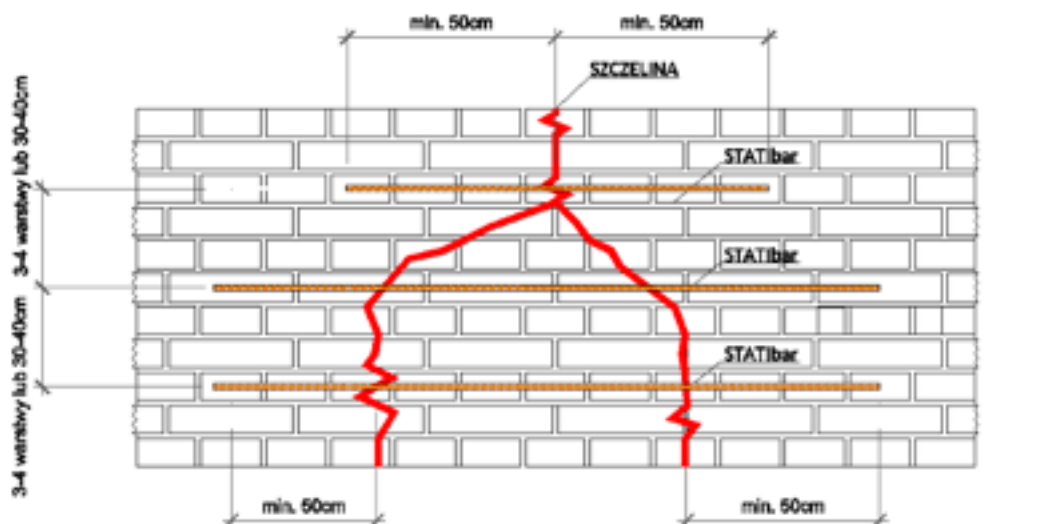 min. 50cm
min. 50cm
SZCZELINA
STATIbar
3-4 warstwy lub 30-40cm
STATIbar
3-4 warstwy lub 30-40cm
STATIbar
min. 50cm
min. 50cm